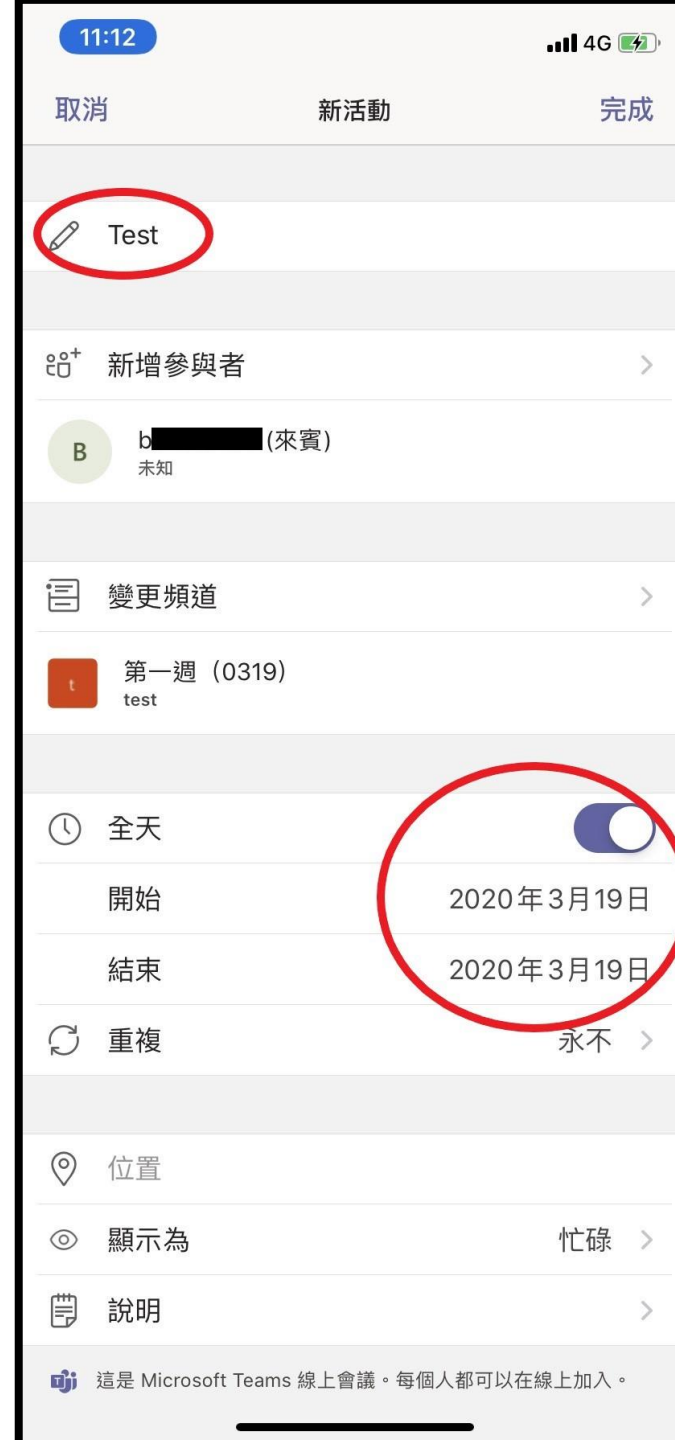 11:12 4G
取消 新活動 完成
Test
新增參與者
B b (來賓)
未知
變更頻道
t 第一週（0319）
test
全天
開始 2020年3月19日
結束 2020年3月19日
重複 永不
位置
顯示為 忙碌
說明
這是 Microsoft Teams 線上會議。每個人都可以在線上加入。